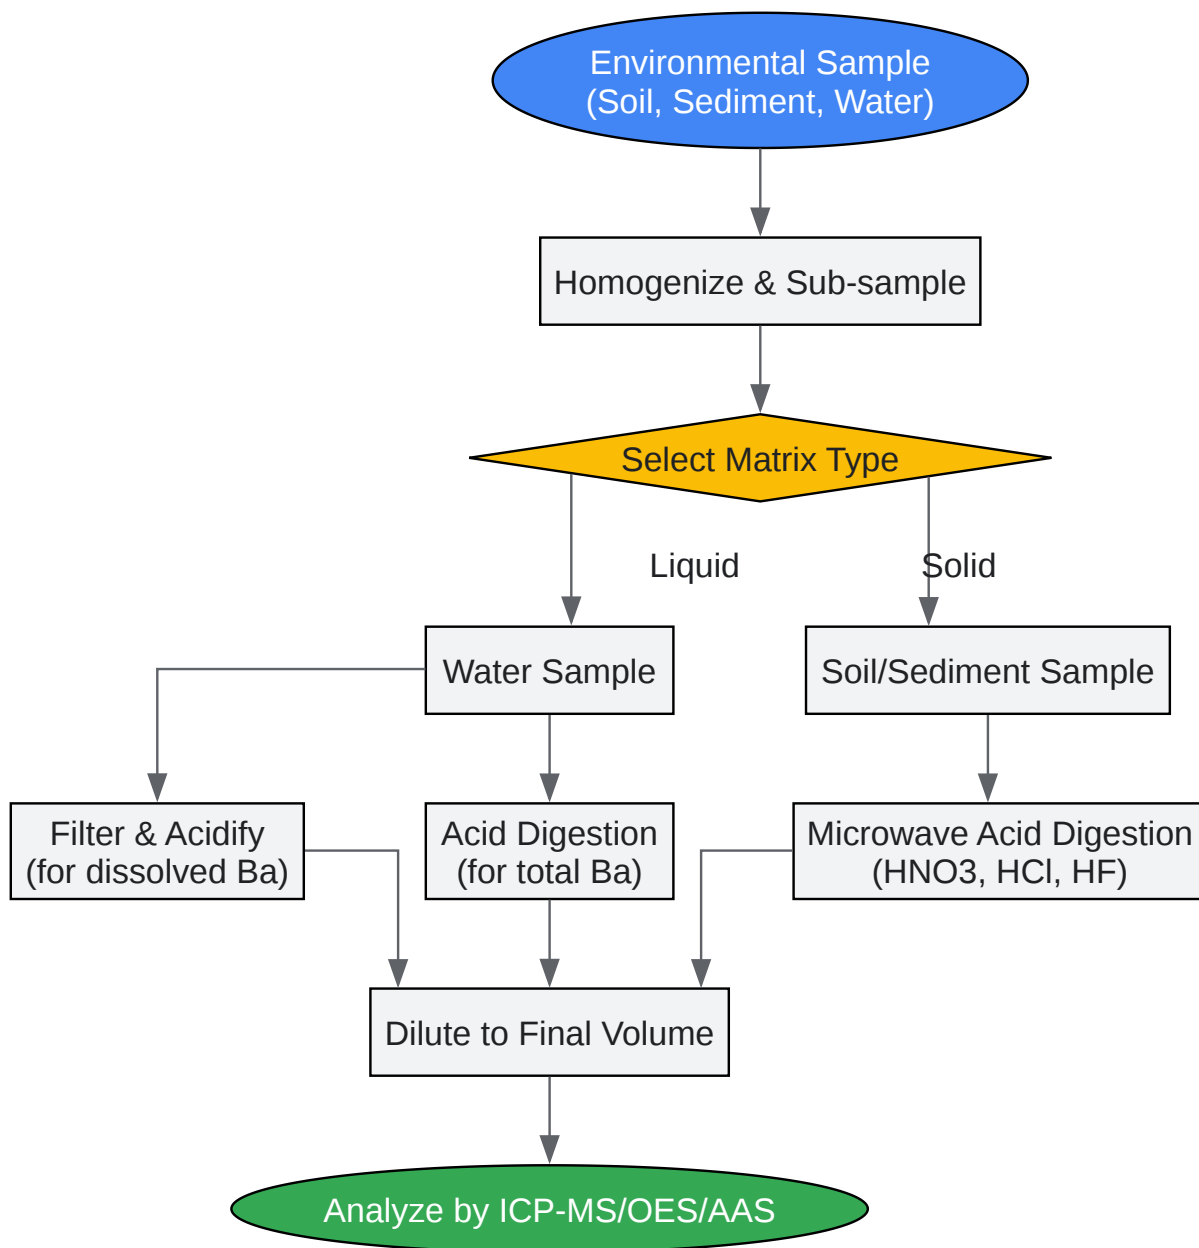 Environmental Sample
(Soil, Sediment, Water)
Homogenize & Sub-sample
Select Matrix Type
Liquid
Solid
Water Sample
Soil/Sediment Sample
Filter & Acidify
(for dissolved Ba)
Acid Digestion
(for total Ba)
Microwave Acid Digestion
(HNO3, HCl, HF)
Dilute to Final Volume
Analyze by ICP-MS/OES/AAS